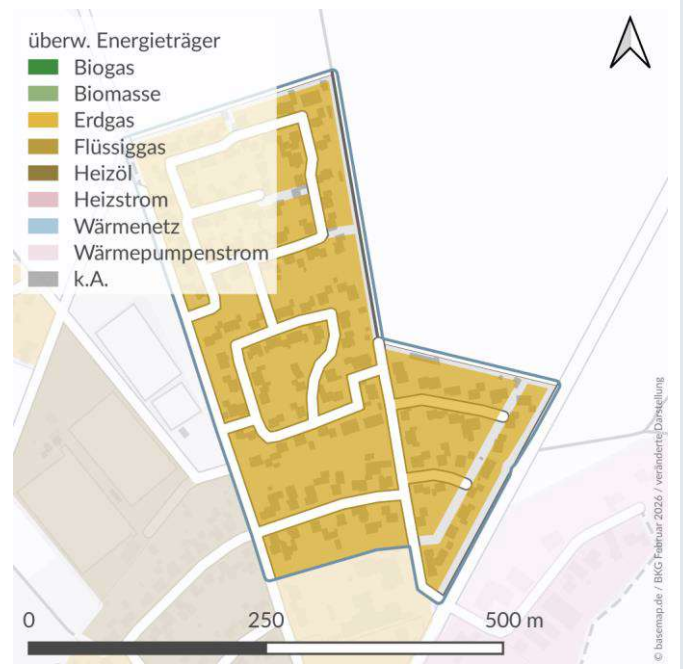 überw. Energieträger
Biogas
Biomasse
Erdgas
Flüssiggas
Heizöl
Heizstrom
Wärmenetz
Wärmepumpenstrom
k.A.
0 250 500 m
© basemap.de / BKG Februar 2026 / veränderte Darstellung